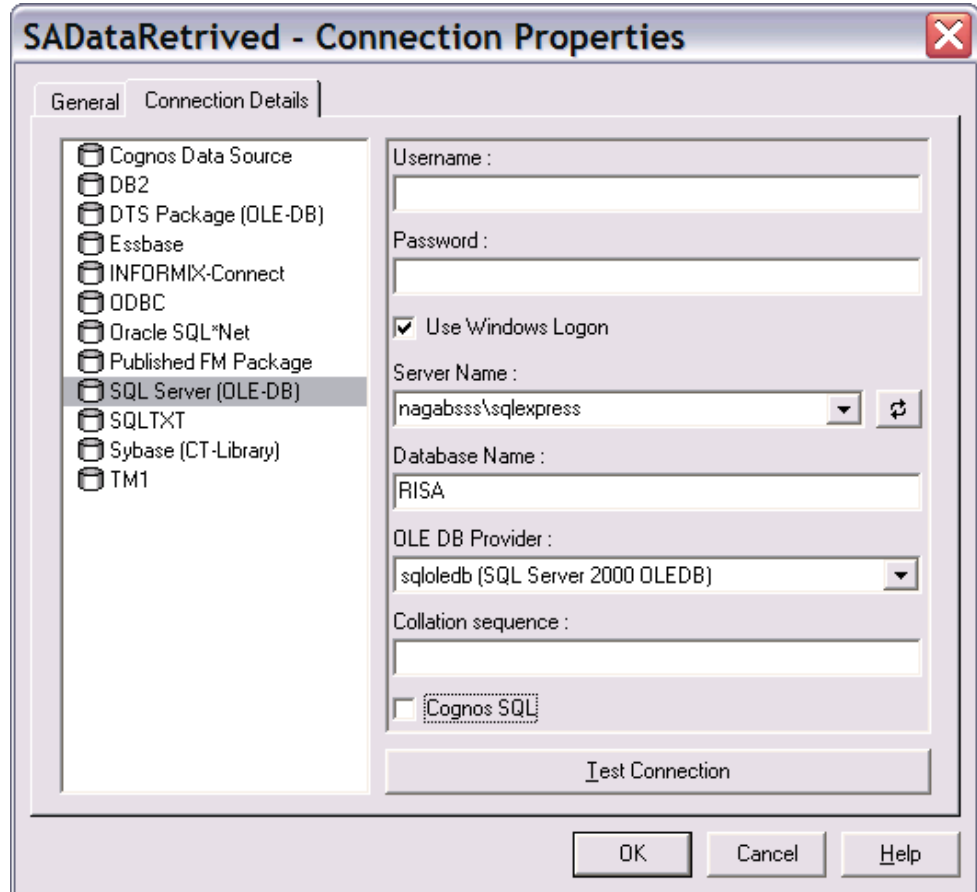 SADataRetrived - Connection Properties
General
Connection Details
Cognos Data Source
DB2
DTS Package (OLE-DB)
Essbase
INFORMIX-Connect
ODBC
Oracle SQL*Net
Published FM Package
SQL Server (OLE-DB)
SQLTXT
Sybase (CT-Library)
TM1
Username :
Password :
Use Windows Logon
Server Name :
nagabsss\sqlexpress
Database Name :
RISA
OLE DB Provider :
sqloledb (SQL Server 2000 OLEDB)
Collation sequence :
Cognos SQL
Test Connection
OK
Cancel
Help